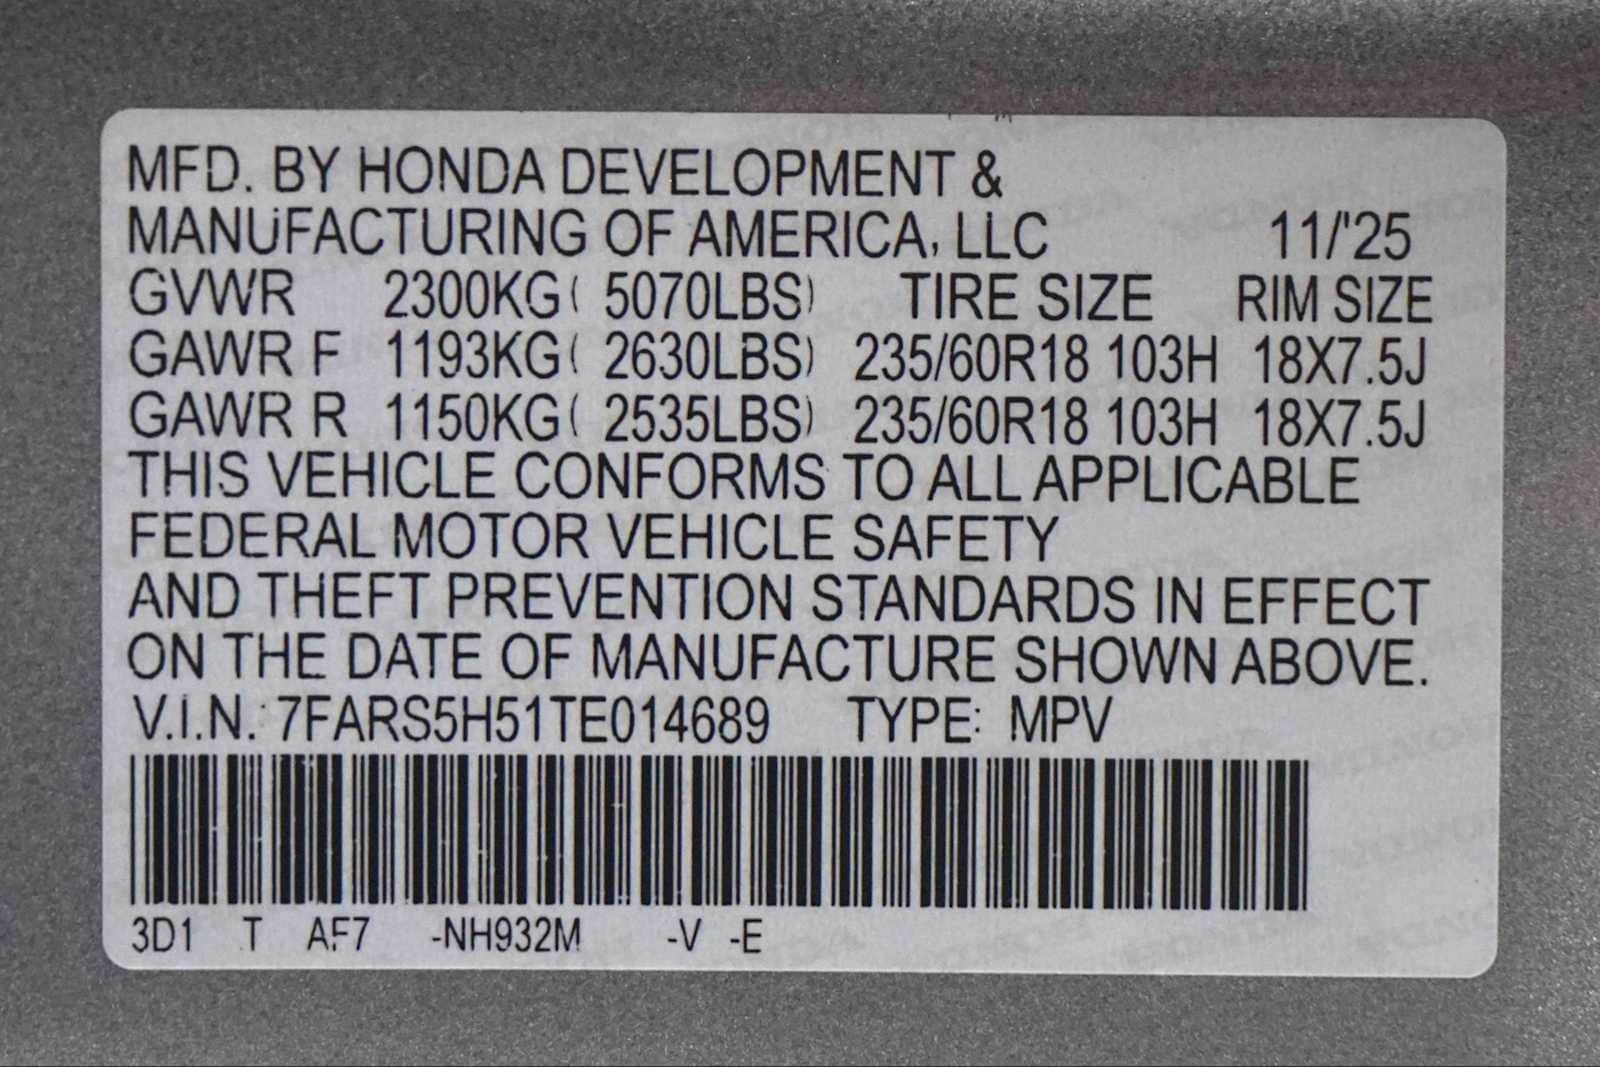 MFD. BY HONDA DEVELOPMENT &
MANUFACTURING OF AMERICA, LLC 11/'25
GVWR 2300KG( 5070LBS) TIRE SIZE RIM SIZE
GAWR F 1193KG( 2630LBS) 235/60R18 103H 18X7.5J
GAWR R 1150KG( 2535LBS) 235/60R18 103H 18X7.5J
THIS VEHICLE CONFORMS TO ALL APPLICABLE
FEDERAL MOTOR VEHICLE SAFETY
AND THEFT PREVENTION STANDARDS IN EFFECT
ON THE DATE OF MANUFACTURE SHOWN ABOVE.
V.I.N.: 7FARS5H51TE014689 TYPE: MPV
3D1 T AF7 -NH932M -V -E